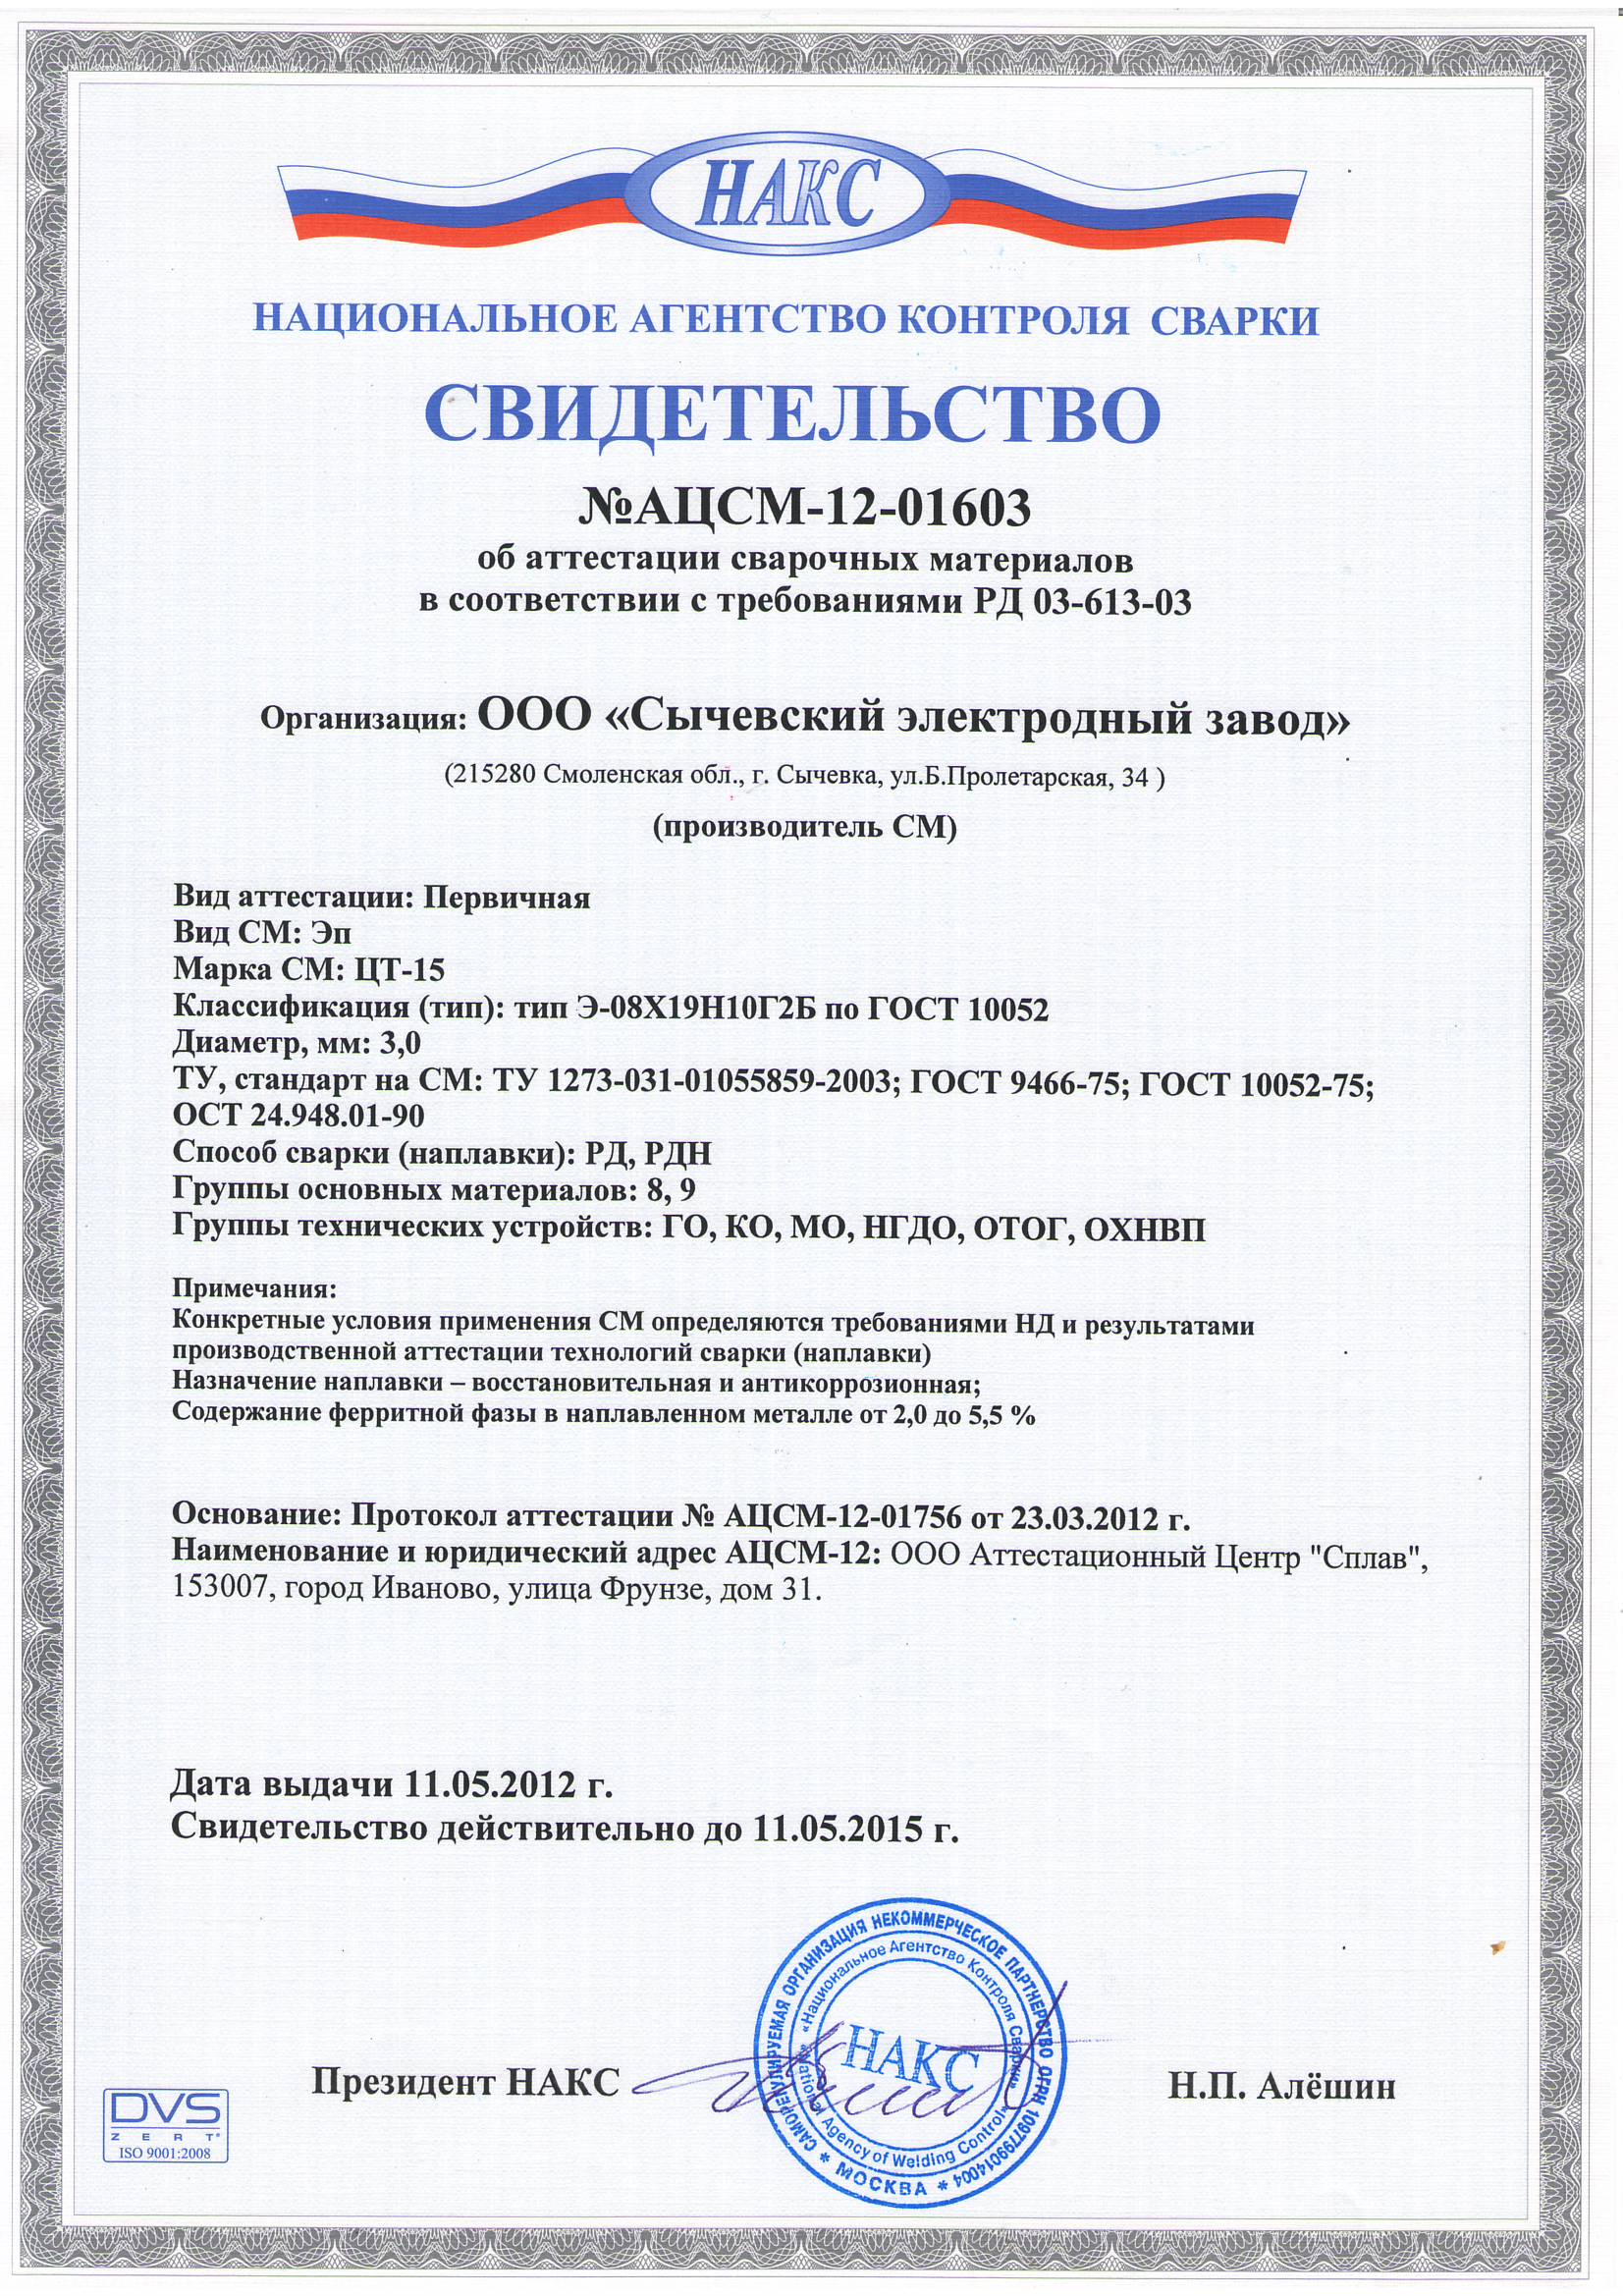 НАКС
НАЦИОНАЛЬНОЕ АГЕНТСТВО КОНТРОЛЯ СВАРКИ
СВИДЕТЕЛЬСТВО
№АЦСМ-12-01603
об аттестации сварочных материалов
в соответствии с требованиями РД 03-613-03
Организация: ООО «Сычевский электродный завод»
(215280 Смоленская обл., г. Сычевка, ул.Б.Пролетарская, 34 )
(производитель СМ)
Вид аттестации: Первичная
Вид СМ: Эп
Марка СМ: ЦТ-15
Классификация (тип): тип Э-08Х19Н10Г2Б по ГОСТ 10052
Диаметр, мм: 3,0
ТУ, стандарт на СМ: ТУ 1273-031-01055859-2003; ГОСТ 9466-75; ГОСТ 10052-75;
ОСТ 24.948.01-90
Способ сварки (наплавки): РД, РДН
Группы основных материалов: 8, 9
Группы технических устройств: ГО, КО, МО, НГДО, ОТОГ, ОХНВП
Примечания:
Конкретные условия применения СМ определяются требованиями НД и результатами
производственной аттестации технологий сварки (наплавки)
Назначение наплавки – восстановительная и антикоррозионная;
Содержание ферритной фазы в наплавленном металле от 2,0 до 5,5 %
Основание: Протокол аттестации № АЦСМ-12-01756 от 23.03.2012 г.
Наименование и юридический адрес АЦСМ-12: ООО Аттестационный Центр "Сплав",
153007, город Иваново, улица Фрунзе, дом 31.
Дата выдачи 11.05.2012 г.
Свидетельство действительно до 11.05.2015 г.
САМОРЕГУЛИРУЕМАЯ ОРГАНИЗАЦИЯ НЕКОММЕРЧЕСКОЕ ПАРТНЕРСТВО ОГРН 1097799014004
* МОСКВА *
«Национальное Агентство Контроля Сварки»
«National Agency of Welding Control»
НАКС
Президент НАКС
Н.П. Алёшин
DVS
ZERT®
ISO 9001:2008